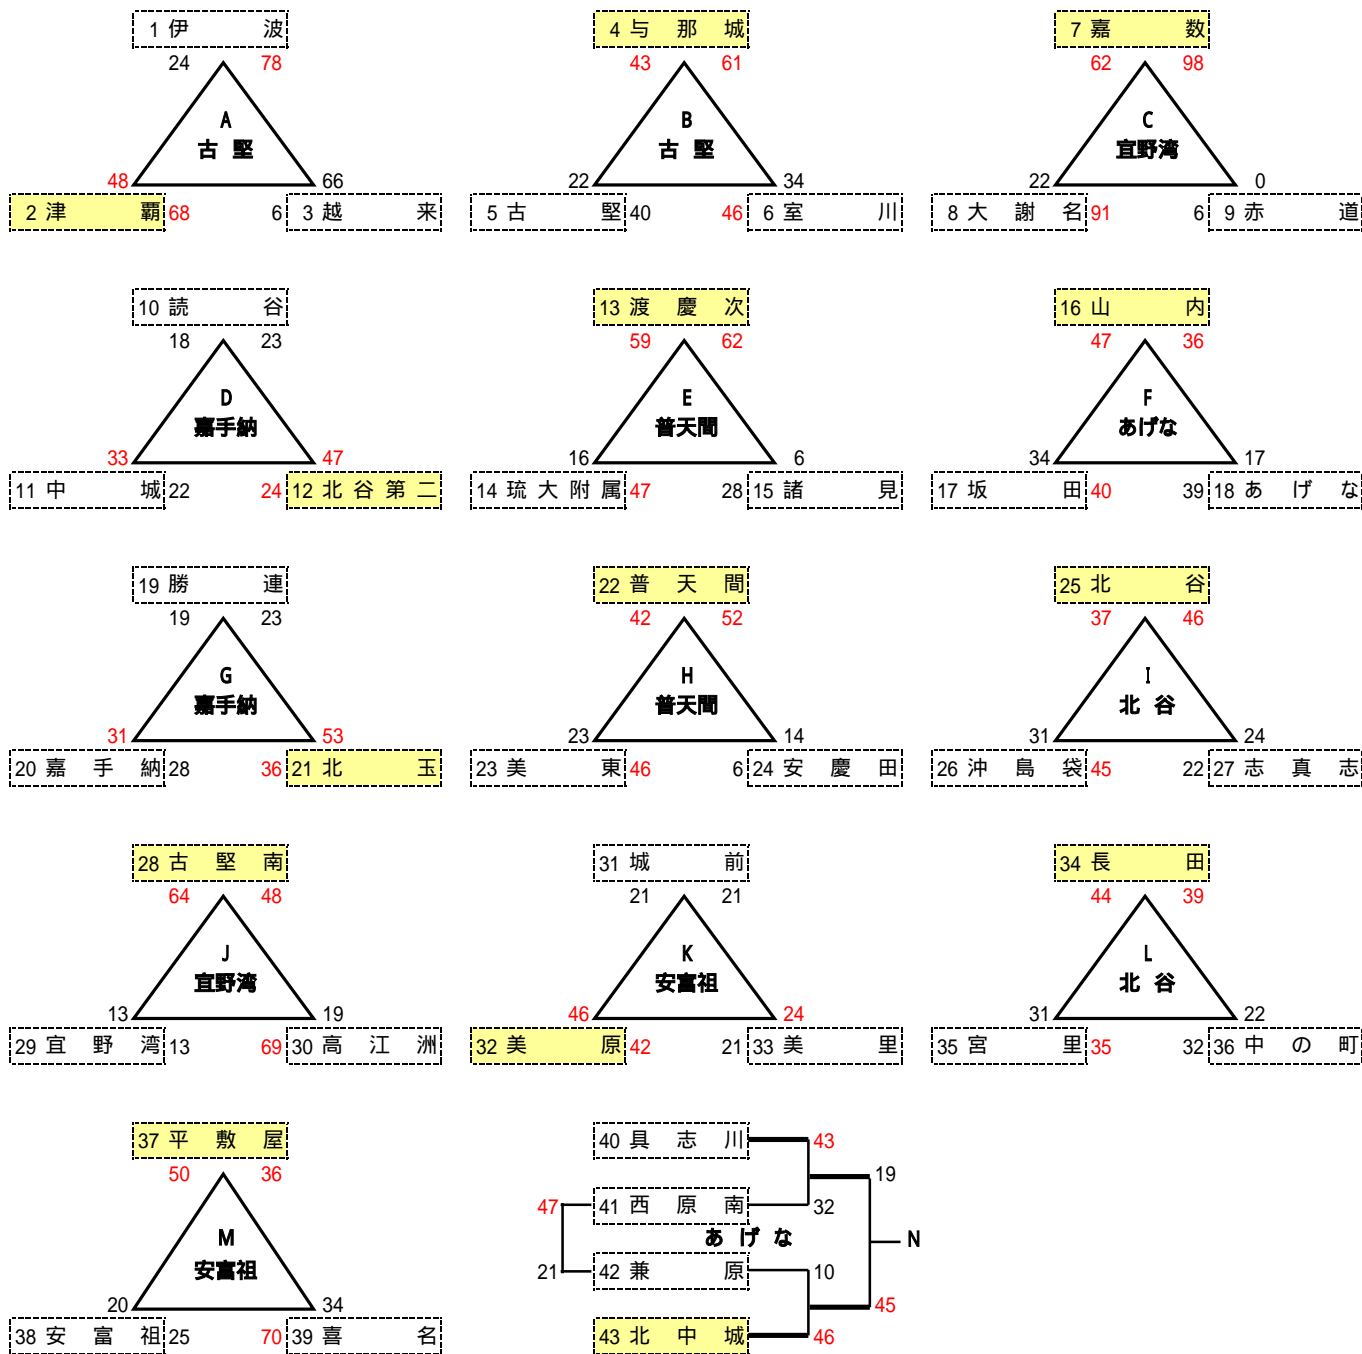 1 伊 波 4 与 那 城 7 嘉 数
24 78 43 61 62 98
A B C
古 堅 古 堅 宜野湾
48 66 22 34 22 0
2 津 覇 68 6 3 越 来 5 古 堅 40 46 6 室 川 8 大 謝 名 91 6 9 赤 道
10 読 谷 13 渡 慶 次 16 山 内
18 23 59 62 47 36
D E F
嘉手納 普天間 あげな
33 47 16 6 34 17
11 中 城 22 24 12 北 谷 第 二 14 琉 大 附 属 47 28 15 諸 見 17 坂 田 40 39 18 あ げ な
19 勝 連 22 普 天 間 25 北 谷
19 23 42 52 37 46
G H I
嘉手納 普天間 北 谷
31 53 23 14 31 24
20 嘉 手 納 28 36 21 北 玉 23 美 東 46 6 24 安 慶 田 26 沖 島 袋 45 22 27 志 真 志
28 古 堅 南 31 城 前 34 長 田
64 48 21 21 44 39
J K L
宜野湾 安富祖 北 谷
13 19 46 24 31 22
29 宜 野 湾 13 69 30 高 江 洲 32 美 原 42 21 33 美 里 35 宮 里 35 32 36 中 の 町
37 平 敷 屋 40 具 志 川 43
50 36 19
47 41 西 原 南 32
M あ げ な N
安富祖 21 42 兼 原 10
20 34 45
38 安 富 祖 25 70 39 喜 名 43 北 中 城 46